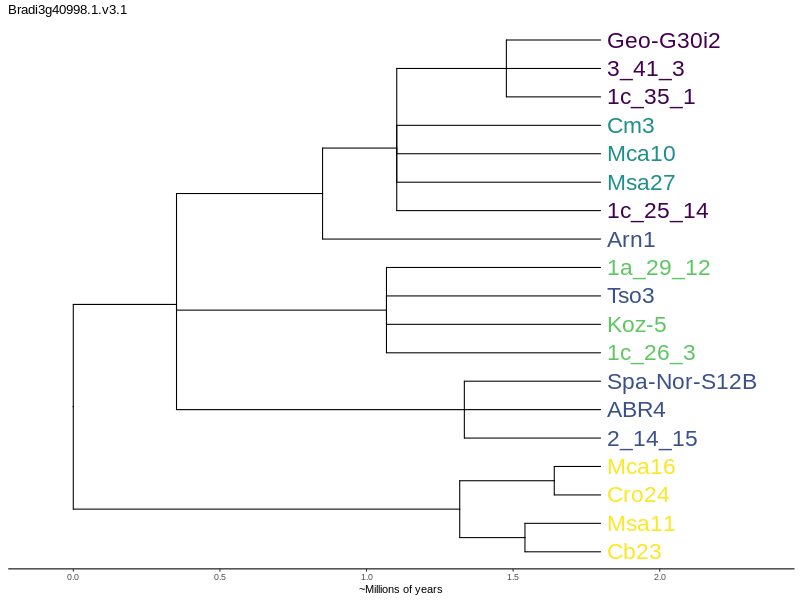 Bradi3g40998.1.v3.1
Geo-G30i2
3_41_3
1c_35_1
Cm3
Mca10
Msa27
1c_25_14
Arn1
1a_29_12
Tso3
Koz-5
1c_26_3
Spa-Nor-S12B
ABR4
2_14_15
Mca16
Cro24
Msa11
Cb23
0.0 0.5 1.0 1.5 2.0
~Millions of years